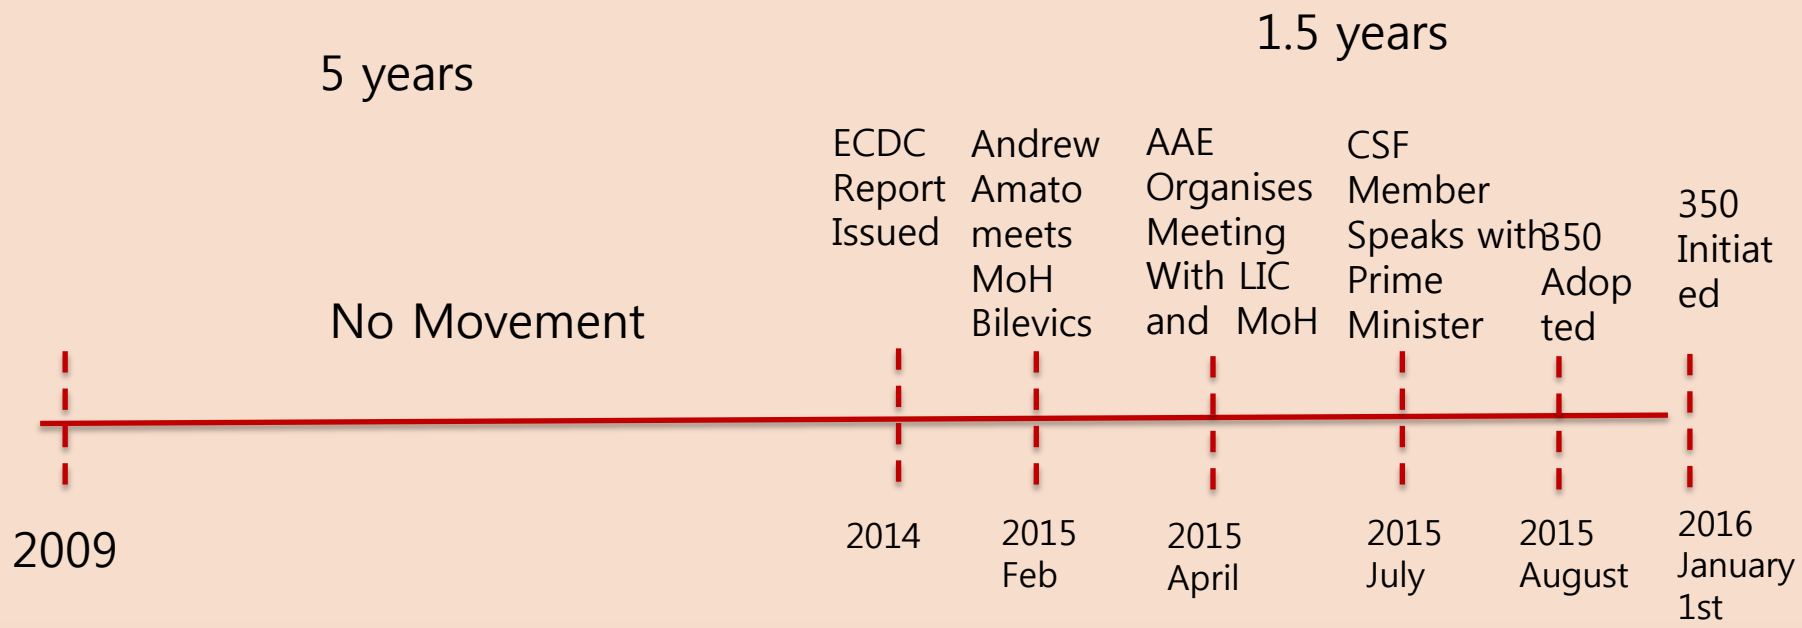 1.5 years
5 years
ECDC
Report
Issued
Andrew
Amato
meets
MoH
Bilevics
AAE
Organises
Meeting
With LIC
and MoH
CSF
Member
Speaks with
Prime
Minister
350
Adop
ted
350
Initiat
ed
No Movement
2009
2014
2015
Feb
2015
April
2015
July
2015
August
2016
January
1st